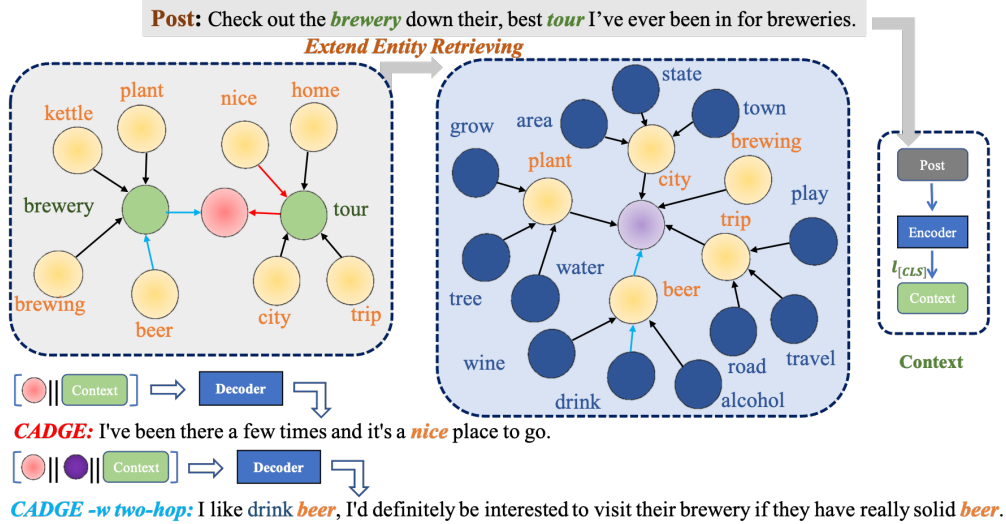 Post: Check out the brewery down their, best tour I've ever been in for breweries.
Extend Entity Retrieving
kettle
plant
nice
home
brewery
tour
brewing
beer
city
trip
state
area
town
grow
plant
brewing
city
play
trip
water
tree
beer
wine
road
travel
drink
alcohol
Post
Encoder
l[CLS]
Context
Context
[ || Context ]
Decoder
CADGE: I've been there a few times and it's a nice place to go.
[ || || Context ]
Decoder
CADGE -w two-hop: I like drink beer, I'd definitely be interested to visit their brewery if they have really solid beer.